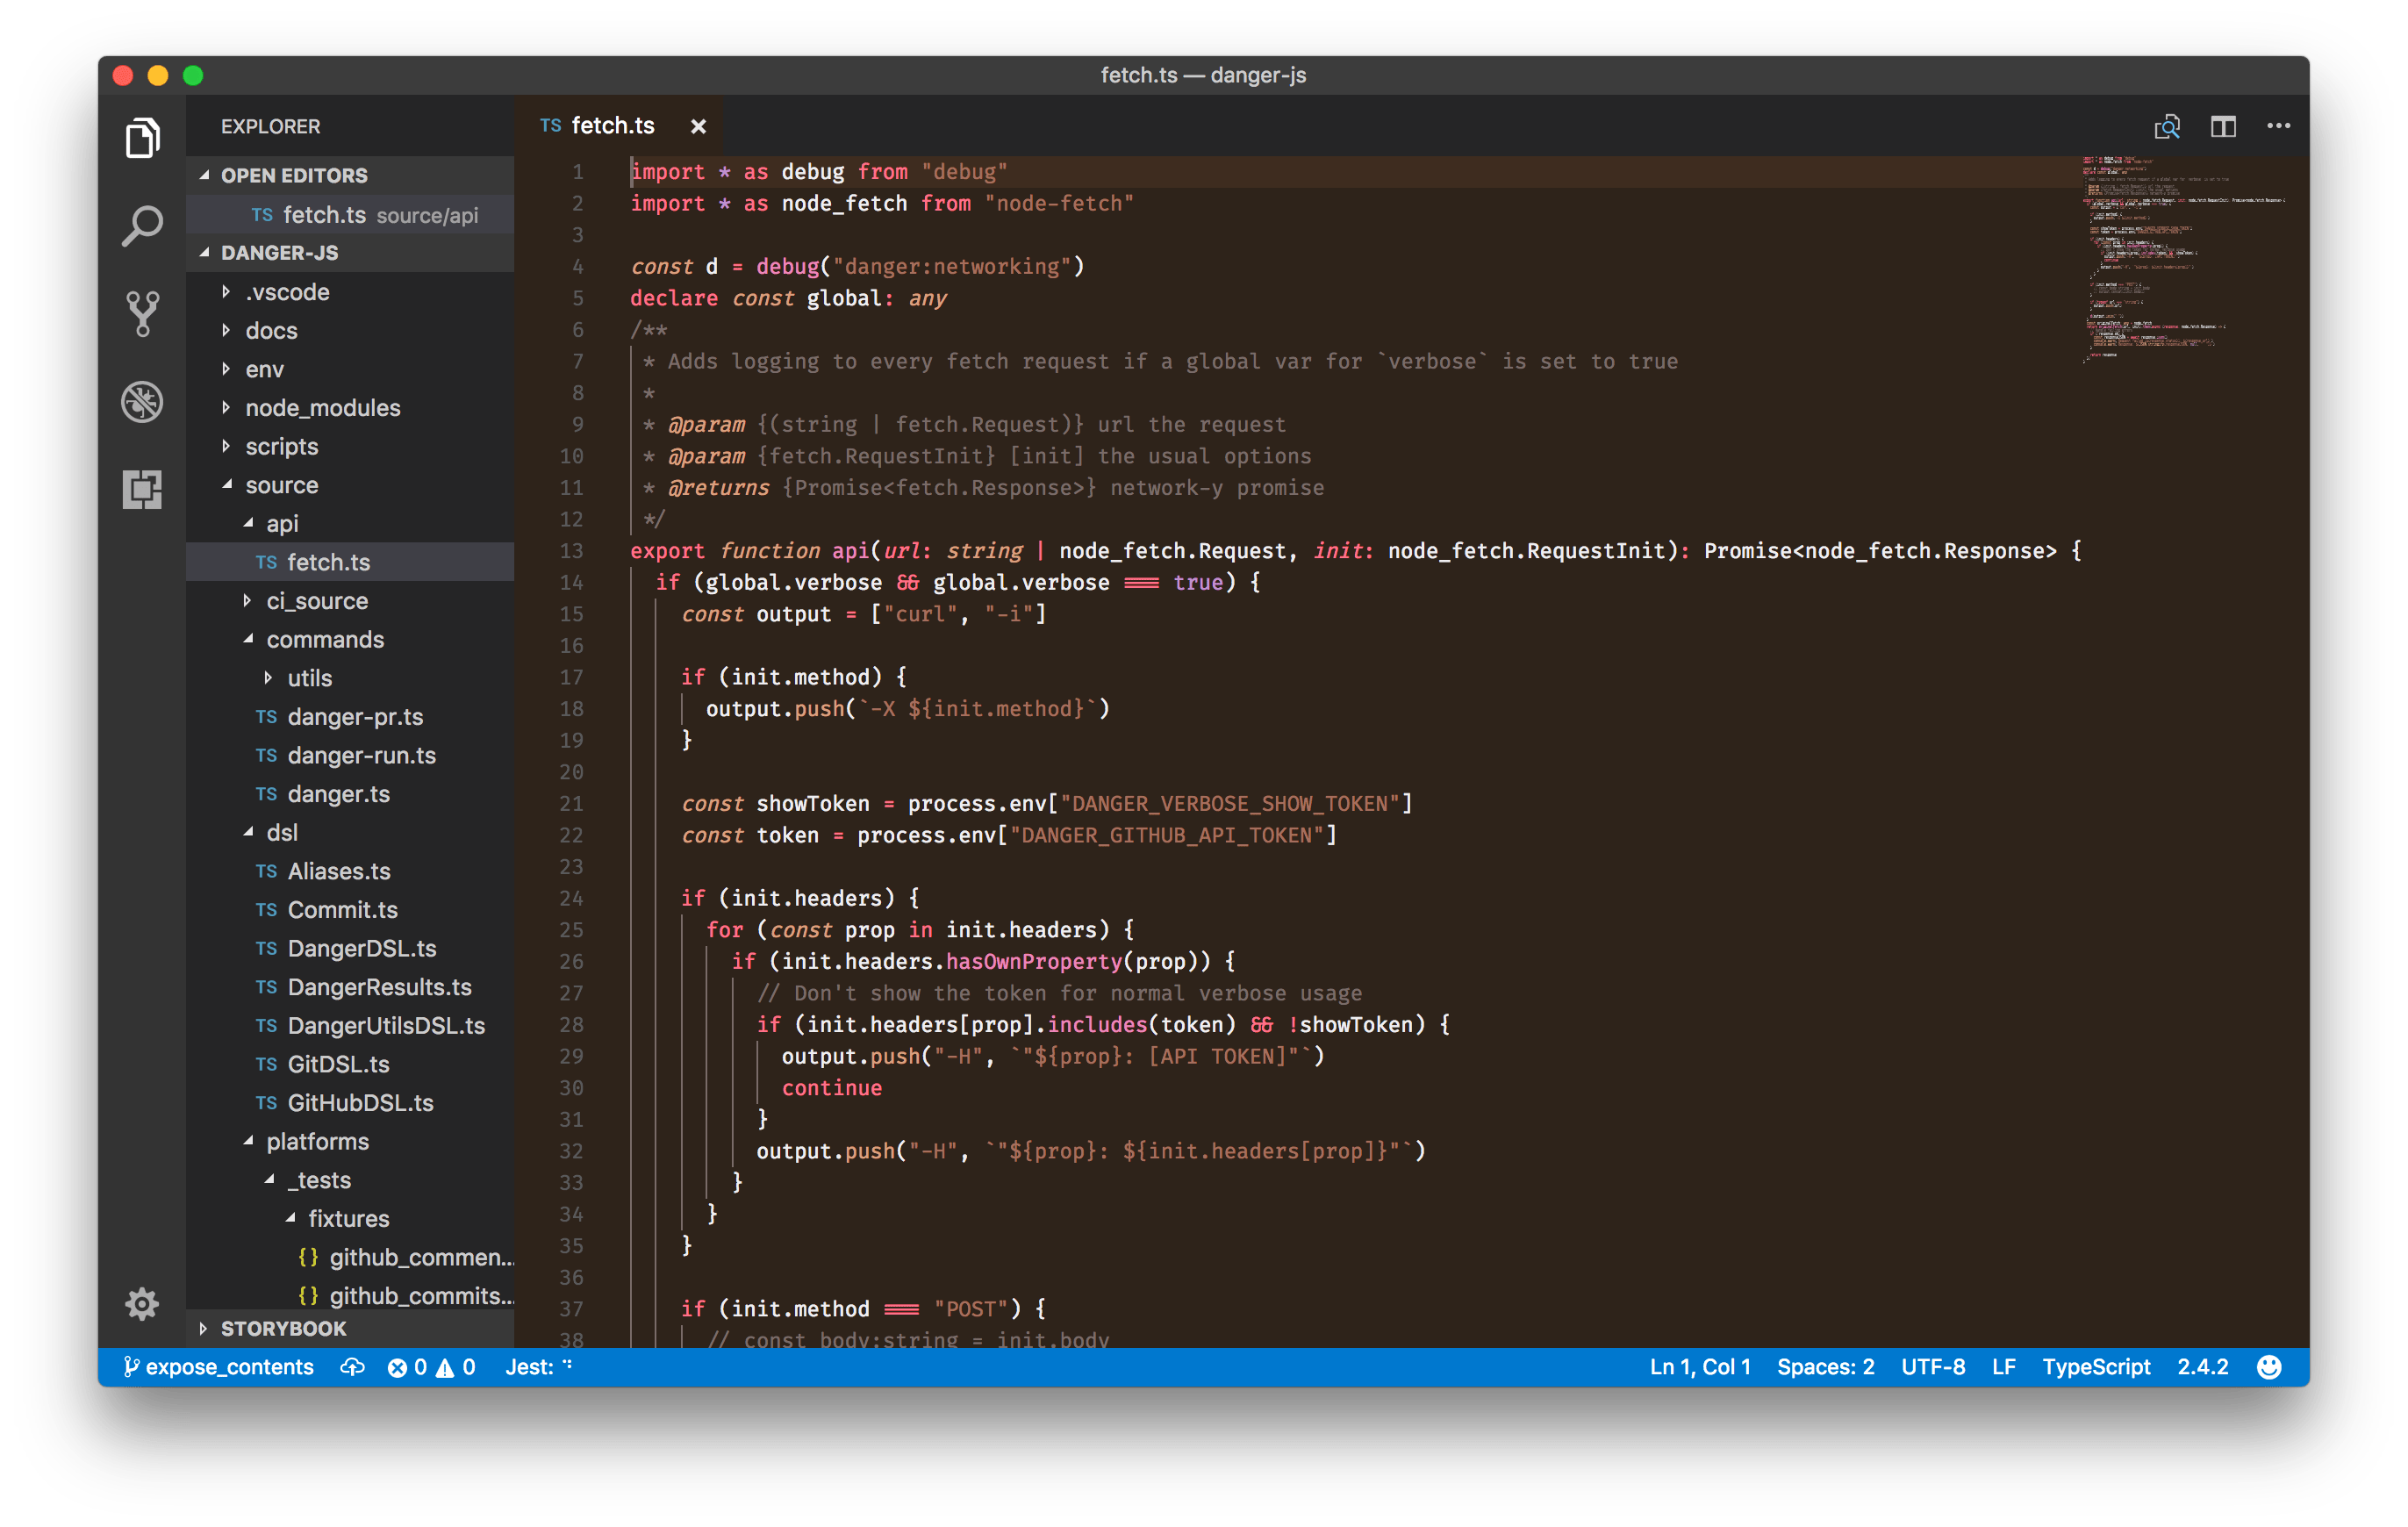 fetch.ts — danger-js
EXPLORER
OPEN EDITORS
TS fetch.ts source/api
DANGER-JS
.vscode
docs
env
node_modules
scripts
source
api
TS fetch.ts
ci_source
commands
utils
TS danger-pr.ts
TS danger-run.ts
TS danger.ts
dsl
TS Aliases.ts
TS Commit.ts
TS DangerDSL.ts
TS DangerResults.ts
TS DangerUtilsDSL.ts
TS GitDSL.ts
TS GitHubDSL.ts
platforms
_tests
fixtures
{} github_commen...
{} github_commits...
STORYBOOK
TS fetch.ts ×
1 import * as debug from "debug"
2 import * as node_fetch from "node-fetch"
3
4 const d = debug("danger:networking")
5 declare const global: any
6 /**
7 * Adds logging to every fetch request if a global var for `verbose` is set to true
8 *
9 * @param {(string | fetch.Request)} url the request
10 * @param {fetch.RequestInit} [init] the usual options
11 * @returns {Promise<fetch.Response>} network-y promise
12 */
13 export function api(url: string | node_fetch.Request, init: node_fetch.RequestInit): Promise<node_fetch.Response> {
14 if (global.verbose && global.verbose === true) {
15 const output = ["curl", "-i"]
16
17 if (init.method) {
18 output.push(`-X ${init.method}`)
19 }
20
21 const showToken = process.env["DANGER_VERBOSE_SHOW_TOKEN"]
22 const token = process.env["DANGER_GITHUB_API_TOKEN"]
23
24 if (init.headers) {
25 for (const prop in init.headers) {
26 if (init.headers.hasOwnProperty(prop)) {
27 // Don't show the token for normal verbose usage
28 if (init.headers[prop].includes(token) && !showToken) {
29 output.push("-H", `"${prop}: [API TOKEN]"`)
30 continue
31 }
32 output.push("-H", `"${prop}: ${init.headers[prop]}"`)
33 }
34 }
35 }
36
37 if (init.method === "POST") {
38 // const body:string = init.body
expose_contents 0 0 Jest: Ln 1, Col 1 Spaces: 2 UTF-8 LF TypeScript 2.4.2